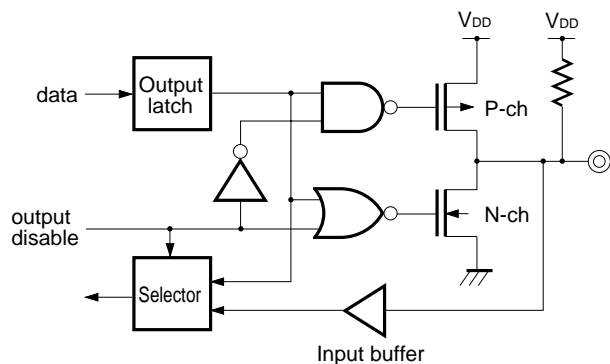 VDD
VDD
data
Output
latch
P-ch
output
disable
N-ch
Selector
Input buffer